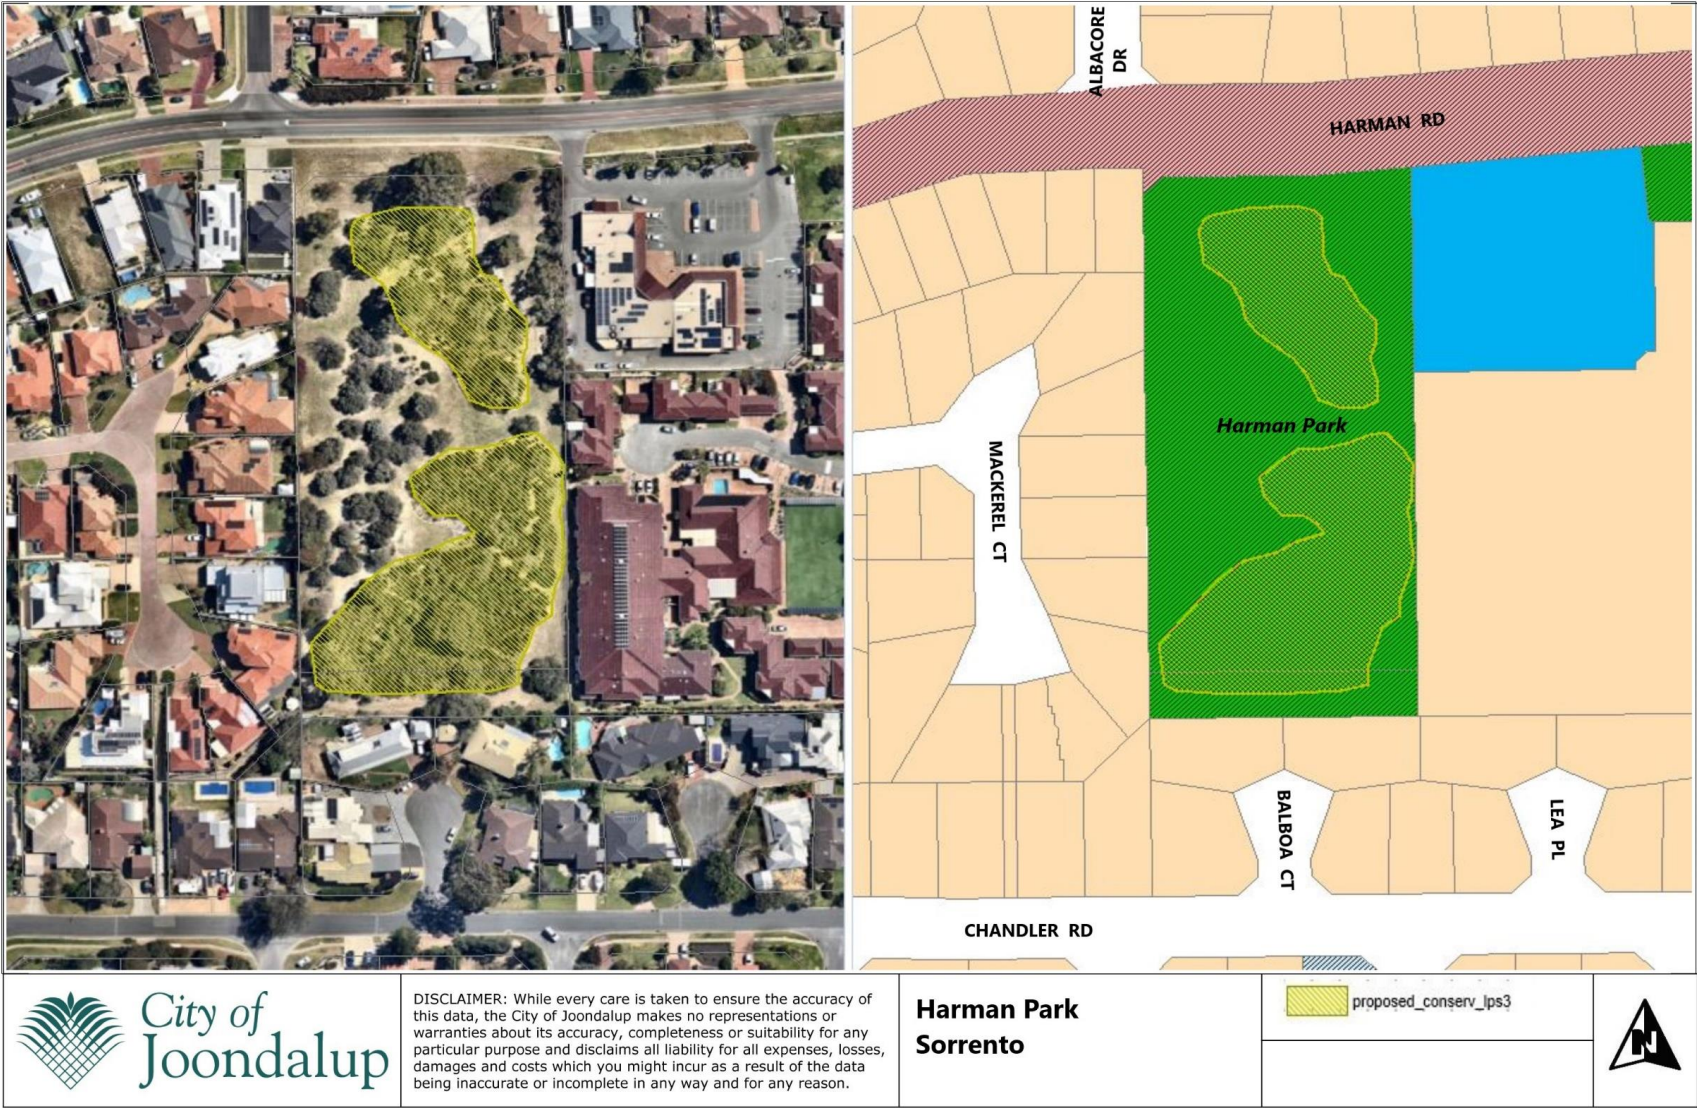 ALBACORE
DR
HARMAN RD
Harman Park
MACKEREL CT
BALBOA CT
LEA PL
CHANDLER RD
City of
Joondalup
DISCLAIMER: While every care is taken to ensure the accuracy of
this data, the City of Joondalup makes no representations or
warranties about its accuracy, completeness or suitability for any
particular purpose and disclaims all liability for all expenses, losses,
damages and costs which you might incur as a result of the data
being inaccurate or incomplete in any way and for any reason.
Harman Park
Sorrento
proposed_conserv_lps3
N